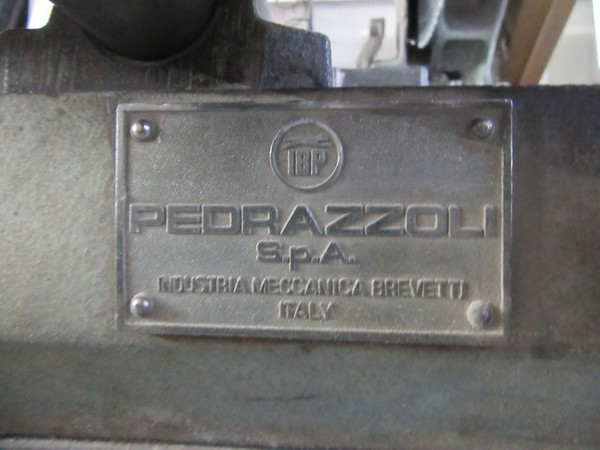 IBP
PEDRAZZOLI
S.p.A.
INDUSTRIA MECCANICA BREVETTI
ITALY